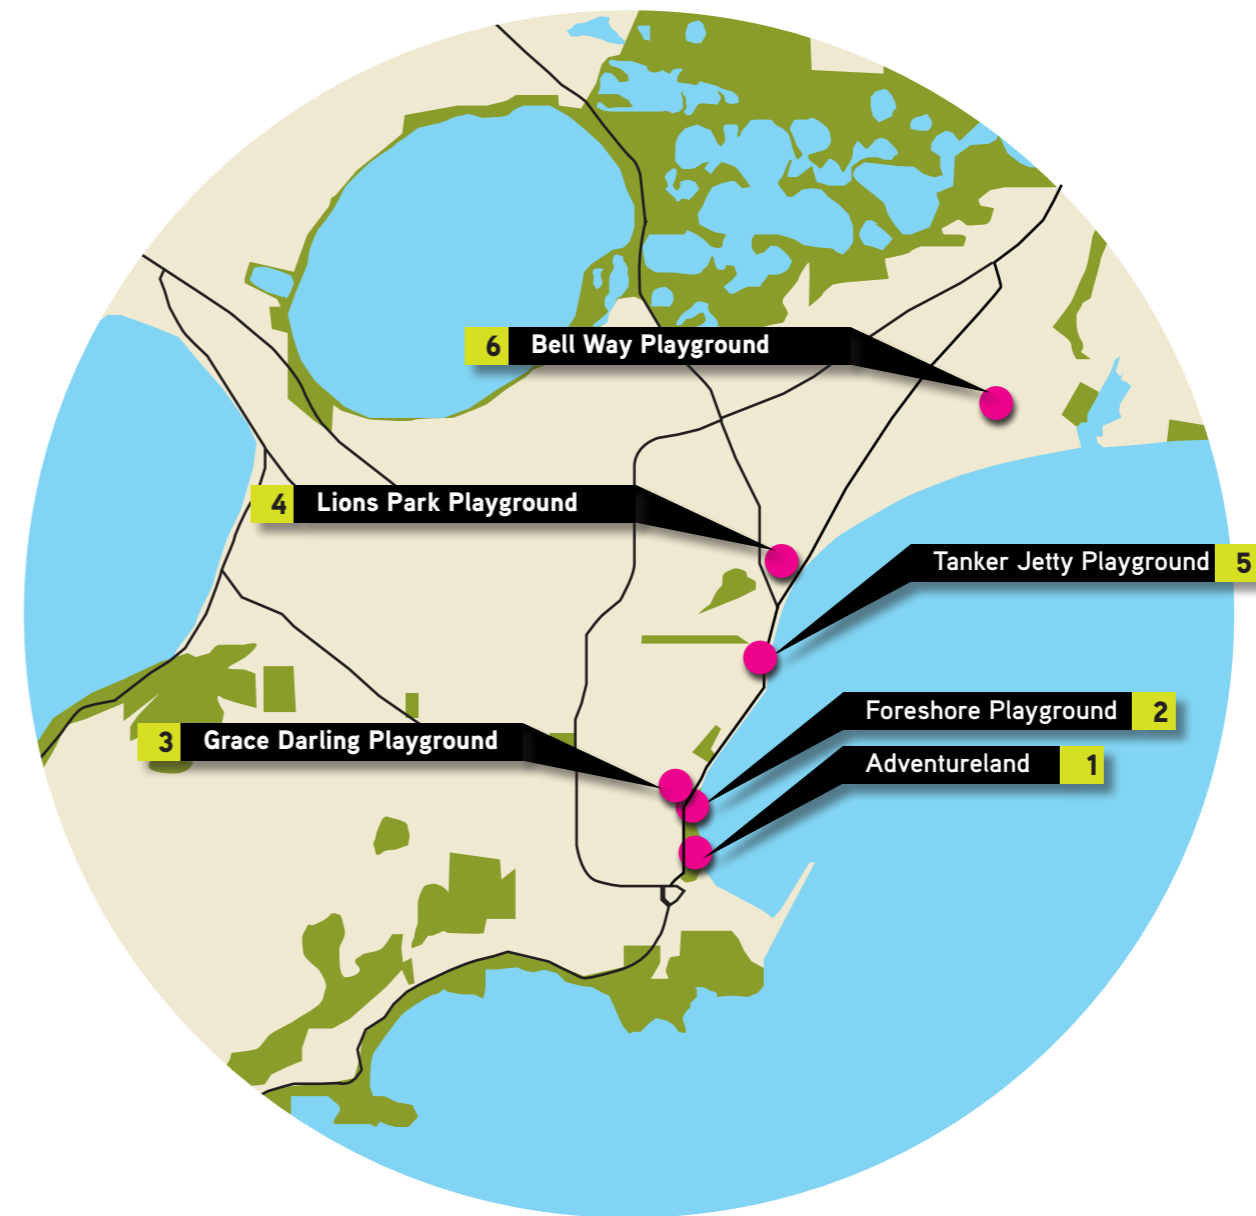 6 Bell Way Playground
4 Lions Park Playground
Tanker Jetty Playground 5
Foreshore Playground 2
3 Grace Darling Playground
Adventureland 1